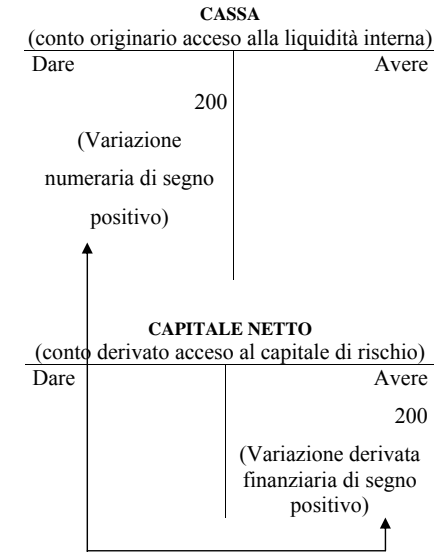 CASSA
(conto originario acceso alla liquidità interna)
Dare Avere
200
(Variazione
numeraria di segno
positivo)
CAPITALE NETTO
(conto derivato acceso al capitale di rischio)
Dare Avere
200
(Variazione derivata
finanziaria di segno
positivo)